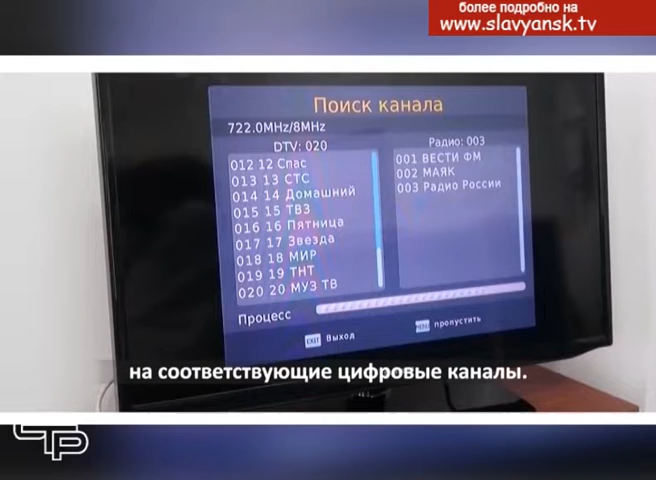 более подробно на
www.slavyansk.tv
Поиск канала
722.0MHz/8MHz
DTV: 020
Радио: 003
012 12 Спас
013 13 СТС
014 14 Домашний
015 15 ТВ3
016 16 Пятница
017 17 Звезда
018 18 МИР
019 19 ТНТ
020 20 МУЗ ТВ
001 ВЕСТИ ФМ
002 МАЯК
003 Радио России
Процесс
EXIT Выход
MENU пропустить
на соответствующие цифровые каналы.